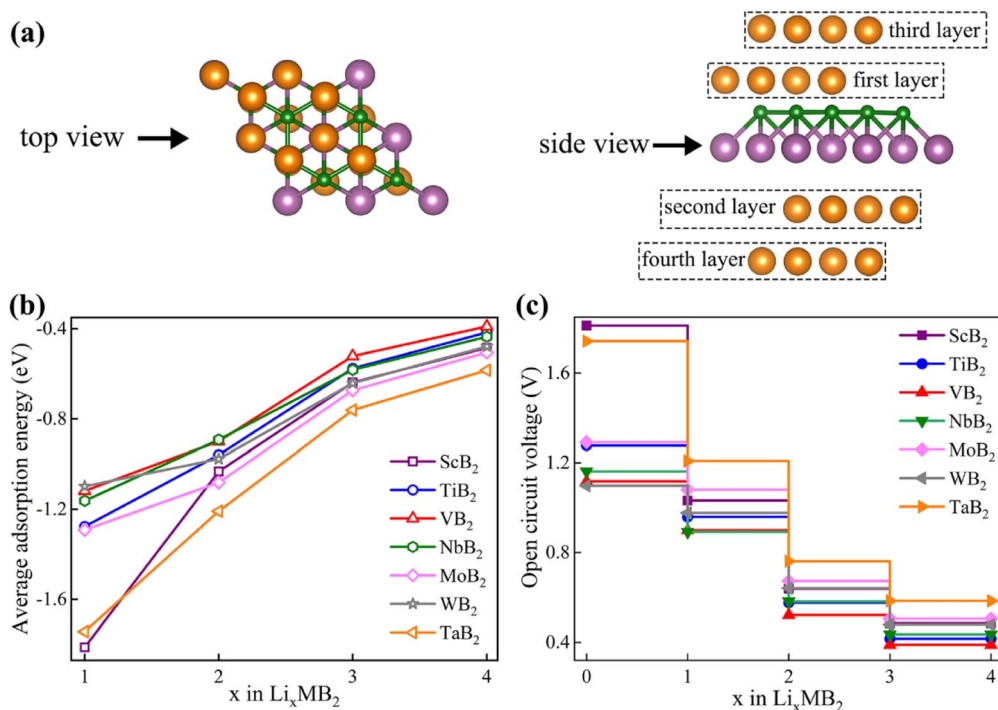 (a)
third layer
first layer
top view
side view
second layer
fourth layer
(b)
-0.4
-0.8
-1.2
-1.6
1
2
3
4
Average adsorption energy (eV)
x in LiₓMB₂
ScB₂
TiB₂
VB₂
NbB₂
MoB₂
WB₂
TaB₂
(c)
1.6
1.2
0.8
0.4
0
1
2
3
4
Open circuit voltage (V)
x in LiₓMB₂
ScB₂
TiB₂
VB₂
NbB₂
MoB₂
WB₂
TaB₂